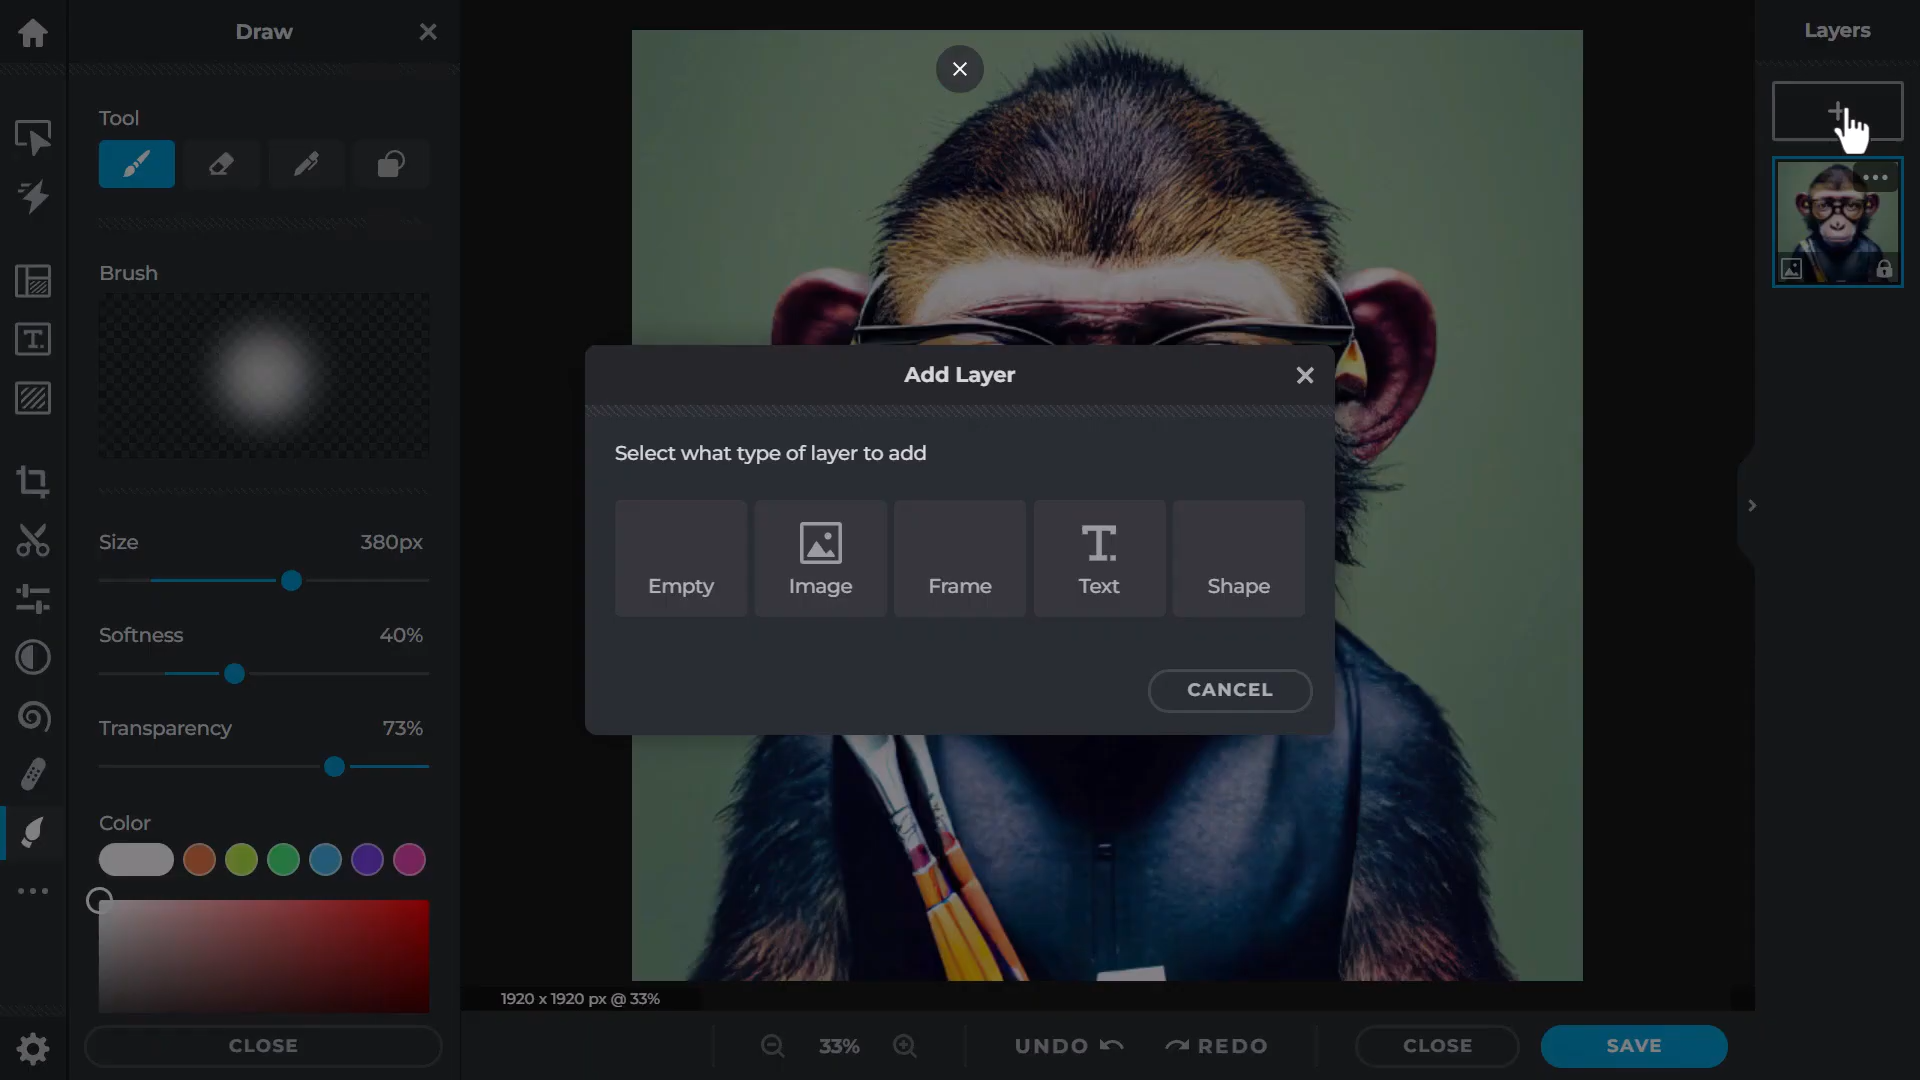 Draw
Layers
Tool
Brush
Size 380px
Softness 40%
Transparency 73%
Color
CLOSE
Add Layer
Select what type of layer to add
Empty
Image
Frame
T. Text
Shape
CANCEL
1920 x 1920 px @ 33%
33%
UNDO
REDO
CLOSE
SAVE